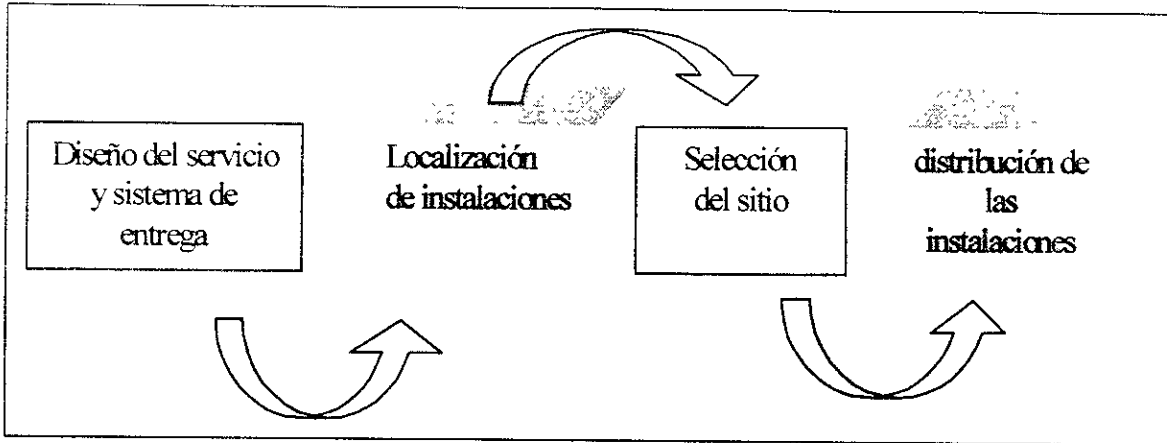 Diseño del servicio
y sistema de
entrega
Localización
de instalaciones
Selección
del sitio
distribución de
las
instalaciones